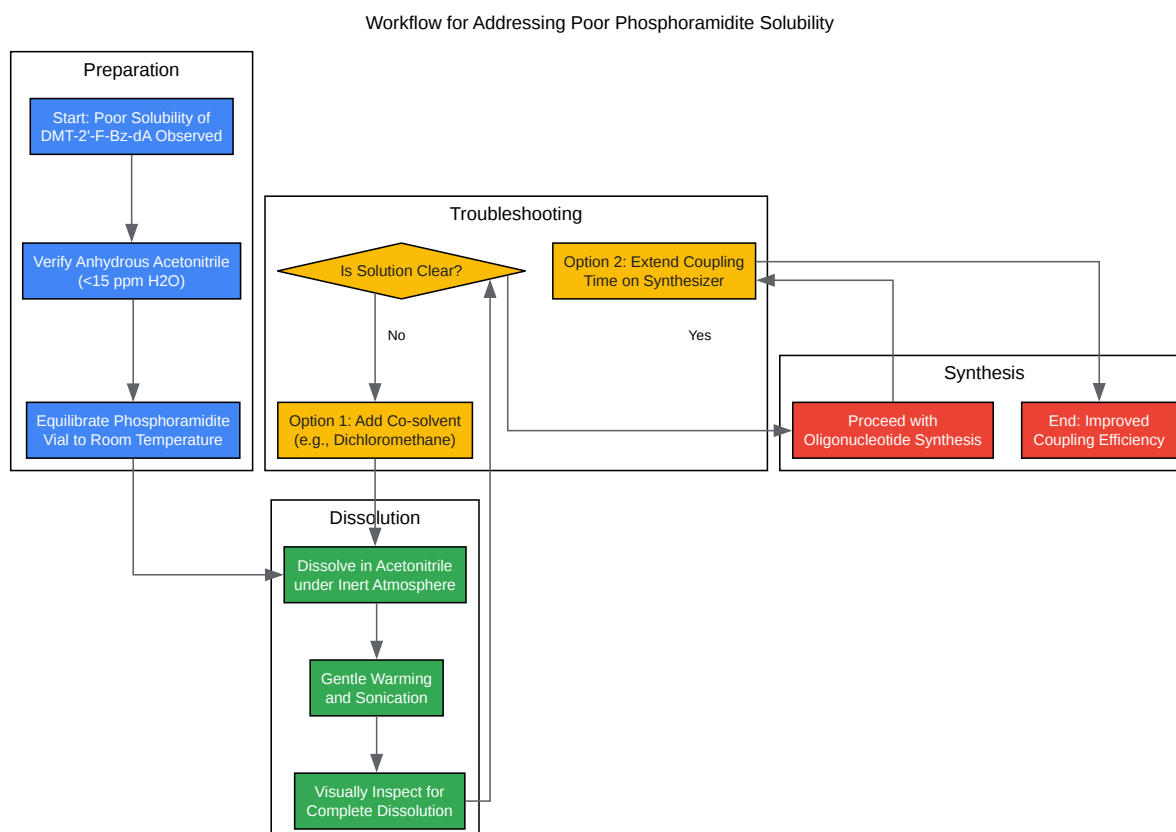 Workflow for Addressing Poor Phosphoramidite Solubility
Preparation
Start: Poor Solubility of
DMT-2'-F-Bz-dA Observed
Verify Anhydrous Acetonitrile
(<15 ppm H2O)
Equilibrate Phosphoramidite
Vial to Room Temperature
Troubleshooting
Is Solution Clear?
Option 2: Extend Coupling
Time on Synthesizer
No
Yes
Option 1: Add Co-solvent
(e.g., Dichloromethane)
Synthesis
Proceed with
Oligonucleotide Synthesis
End: Improved
Coupling Efficiency
Dissolution
Dissolve in Acetonitrile
under Inert Atmosphere
Gentle Warming
and Sonication
Visually Inspect for
Complete Dissolution